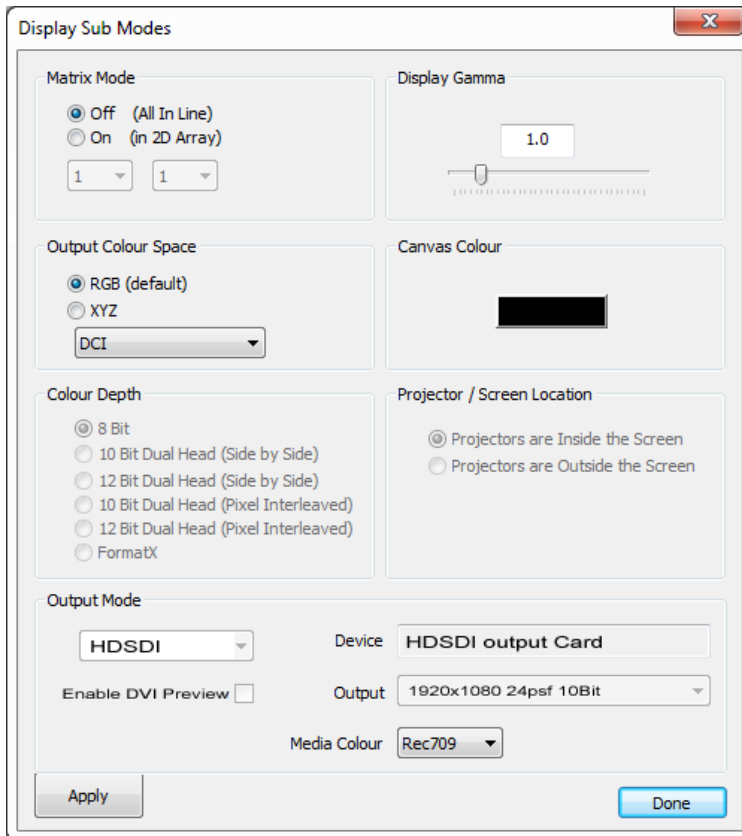 Display Sub Modes
Matrix Mode
Off (All In Line)
On (in 2D Array)
1 1
Display Gamma
1.0
Output Colour Space
RGB (default)
XYZ
DCI
Canvas Colour
Colour Depth
8 Bit
10 Bit Dual Head (Side by Side)
12 Bit Dual Head (Side by Side)
10 Bit Dual Head (Pixel Interleaved)
12 Bit Dual Head (Pixel Interleaved)
FormatX
Projector / Screen Location
Projectors are Inside the Screen
Projectors are Outside the Screen
Output Mode
HDSDI
Device HDSDI output Card
Enable DVI Preview
Output 1920x1080 24psf 10Bit
Media Colour Rec709
Apply
Done